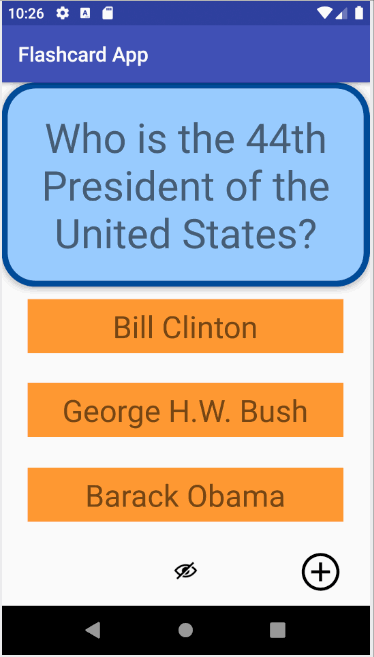 10:26
Flashcard App
Who is the 44th
President of the
United States?
Bill Clinton
George H.W. Bush
Barack Obama